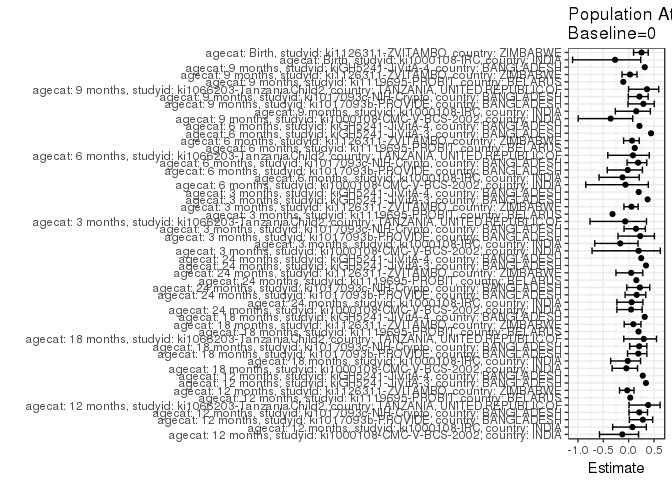 Population At
Baseline=0
agecat: Birth, studyid: ki1126311-ZVITAMBO, country: ZIMBABWE
agecat: Birth, studyid: ki1000108-IRC, country: INDIA
agecat: 9 months, studyid: kiGH5241-JiVitA-4, country: BANGLADESH
agecat: 9 months, studyid: ki1126311-ZVITAMBO, country: ZIMBABWE
agecat: 9 months, studyid: ki1119695-PROBIT, country: BELARUS
agecat: 9 months, studyid: ki1066203-TanzaniaChild2, country: TANZANIA, UNITED REPUBLIC OF
agecat: 9 months, studyid: ki1017093c-NIH-Crypto, country: BANGLADESH
agecat: 9 months, studyid: ki1017093b-PROVIDE, country: BANGLADESH
agecat: 9 months, studyid: ki1000108-IRC, country: INDIA
agecat: 9 months, studyid: ki1000108-CMC-V-BCS-2002, country: INDIA
agecat: 6 months, studyid: kiGH5241-JiVitA-4, country: BANGLADESH
agecat: 6 months, studyid: kiGH5241-JiVitA-3, country: BANGLADESH
agecat: 6 months, studyid: ki1126311-ZVITAMBO, country: ZIMBABWE
agecat: 6 months, studyid: ki1119695-PROBIT, country: BELARUS
agecat: 6 months, studyid: ki1066203-TanzaniaChild2, country: TANZANIA, UNITED REPUBLIC OF
agecat: 6 months, studyid: ki1017093c-NIH-Crypto, country: BANGLADESH
agecat: 6 months, studyid: ki1017093b-PROVIDE, country: BANGLADESH
agecat: 6 months, studyid: ki1000108-IRC, country: INDIA
agecat: 6 months, studyid: ki1000108-CMC-V-BCS-2002, country: INDIA
agecat: 3 months, studyid: kiGH5241-JiVitA-4, country: BANGLADESH
agecat: 3 months, studyid: kiGH5241-JiVitA-3, country: BANGLADESH
agecat: 3 months, studyid: ki1126311-ZVITAMBO, country: ZIMBABWE
agecat: 3 months, studyid: ki1119695-PROBIT, country: BELARUS
agecat: 3 months, studyid: ki1066203-TanzaniaChild2, country: TANZANIA, UNITED REPUBLIC OF
agecat: 3 months, studyid: ki1017093c-NIH-Crypto, country: BANGLADESH
agecat: 3 months, studyid: ki1017093b-PROVIDE, country: BANGLADESH
agecat: 3 months, studyid: ki1000108-IRC, country: INDIA
agecat: 3 months, studyid: ki1000108-CMC-V-BCS-2002, country: INDIA
agecat: 24 months, studyid: kiGH5241-JiVitA-4, country: BANGLADESH
agecat: 24 months, studyid: kiGH5241-JiVitA-3, country: BANGLADESH
agecat: 24 months, studyid: ki1126311-ZVITAMBO, country: ZIMBABWE
agecat: 24 months, studyid: ki1119695-PROBIT, country: BELARUS
agecat: 24 months, studyid: ki1017093c-NIH-Crypto, country: BANGLADESH
agecat: 24 months, studyid: ki1017093b-PROVIDE, country: BANGLADESH
agecat: 24 months, studyid: ki1000108-IRC, country: INDIA
agecat: 24 months, studyid: ki1000108-CMC-V-BCS-2002, country: INDIA
agecat: 18 months, studyid: kiGH5241-JiVitA-4, country: BANGLADESH
agecat: 18 months, studyid: ki1126311-ZVITAMBO, country: ZIMBABWE
agecat: 18 months, studyid: ki1119695-PROBIT, country: BELARUS
agecat: 18 months, studyid: ki1066203-TanzaniaChild2, country: TANZANIA, UNITED REPUBLIC OF
agecat: 18 months, studyid: ki1017093c-NIH-Crypto, country: BANGLADESH
agecat: 18 months, studyid: ki1017093b-PROVIDE, country: BANGLADESH
agecat: 18 months, studyid: ki1000108-IRC, country: INDIA
agecat: 18 months, studyid: ki1000108-CMC-V-BCS-2002, country: INDIA
agecat: 12 months, studyid: kiGH5241-JiVitA-4, country: BANGLADESH
agecat: 12 months, studyid: kiGH5241-JiVitA-3, country: BANGLADESH
agecat: 12 months, studyid: ki1126311-ZVITAMBO, country: ZIMBABWE
agecat: 12 months, studyid: ki1119695-PROBIT, country: BELARUS
agecat: 12 months, studyid: ki1066203-TanzaniaChild2, country: TANZANIA, UNITED REPUBLIC OF
agecat: 12 months, studyid: ki1017093c-NIH-Crypto, country: BANGLADESH
agecat: 12 months, studyid: ki1017093b-PROVIDE, country: BANGLADESH
agecat: 12 months, studyid: ki1000108-IRC, country: INDIA
agecat: 12 months, studyid: ki1000108-CMC-V-BCS-2002, country: INDIA
-1.0 -0.5 0.0 0.5
Estimate